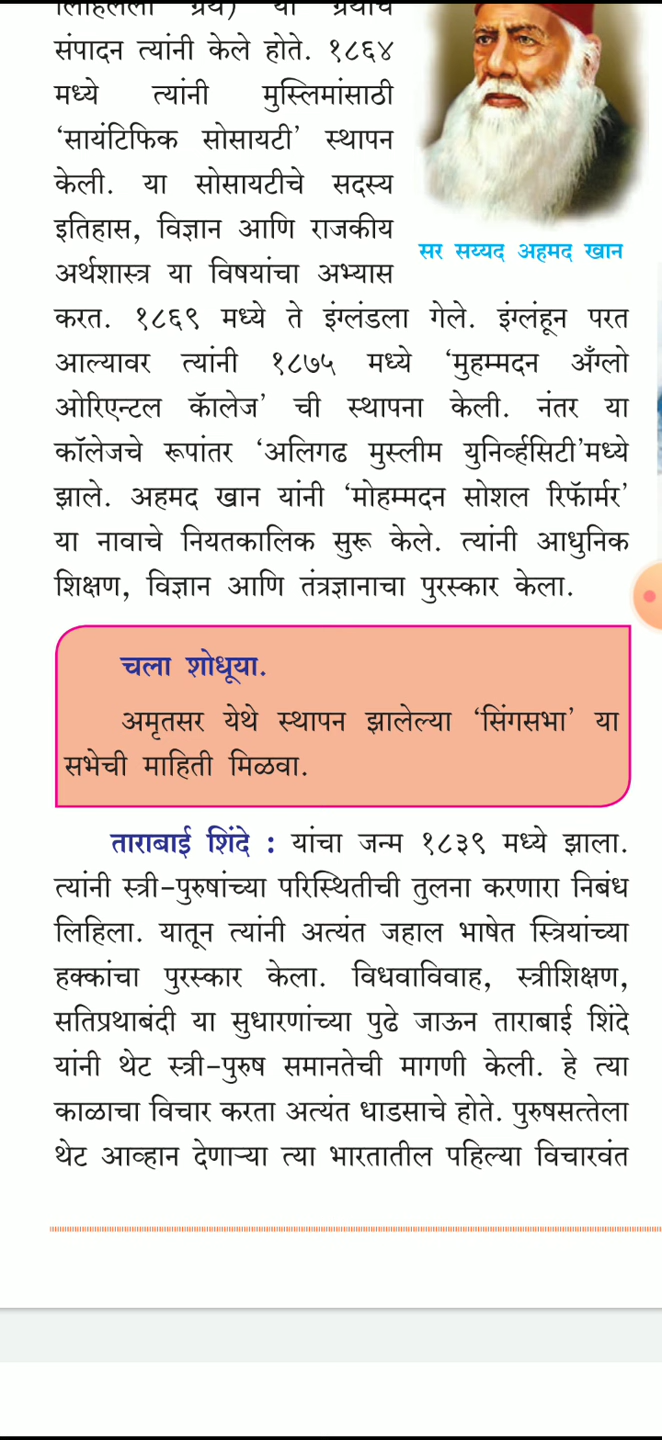 लिहिलेला ग्रंथ) या ग्रंथाचे
संपादन त्यांनी केले होते. १८६४
मध्ये त्यांनी मुस्लिमांसाठी
‘सायंटिफिक सोसायटी’ स्थापन
केली. या सोसायटीचे सदस्य
इतिहास, विज्ञान आणि राजकीय
अर्थशास्त्र या विषयांचा अभ्यास
सर सय्यद अहमद खान
करत. १८६९ मध्ये ते इंग्लंडला गेले. इंग्लंहून परत
आल्यावर त्यांनी १८७५ मध्ये ‘मुहम्मदन अँग्लो
ओरिएन्टल कॅालेज’ ची स्थापना केली. नंतर या
कॉलेजचे रूपांतर ‘अलिगढ मुस्लीम युनिर्व्हसिटी’मध्ये
झाले. अहमद खान यांनी ‘मोहम्मदन सोशल रिफॅार्मर’
या नावाचे नियतकालिक सुरू केले. त्यांनी आधुनिक
शिक्षण, विज्ञान आणि तंत्रज्ञानाचा पुरस्कार केला.
चला शोधूया.
अमृतसर येथे स्थापन झालेल्या ‘सिंगसभा’ या
सभेची माहिती मिळवा.
ताराबाई शिंदे : यांचा जन्म १८३९ मध्ये झाला.
त्यांनी स्त्री-पुरुषांच्या परिस्थितीची तुलना करणारा निबंध
लिहिला. यातून त्यांनी अत्यंत जहाल भाषेत स्त्रियांच्या
हक्कांचा पुरस्कार केला. विधवाविवाह, स्त्रीशिक्षण,
सतिप्रथाबंदी या सुधारणांच्या पुढे जाऊन ताराबाई शिंदे
यांनी थेट स्त्री-पुरुष समानतेची मागणी केली. हे त्या
काळाचा विचार करता अत्यंत धाडसाचे होते. पुरुषसत्तेला
थेट आव्हान देणाऱ्या त्या भारतातील पहिल्या विचारवंत